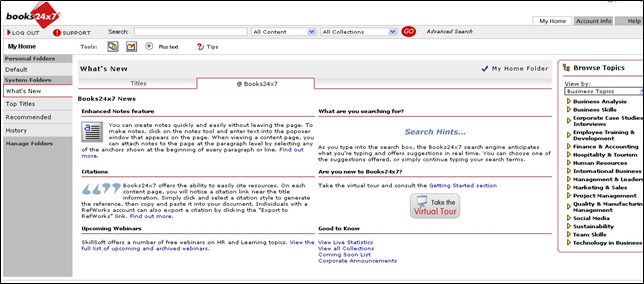 books24x7
My Home Account Info Help
LOG OUT SUPPORT Search: All Content All Collections GO Advanced Search
My Home Tools: Plus text Tips
Personal Folders
Default
System Folders
What's New
Top Titles
Recommended
History
Manage Folders
What's New My Home Folder
Titles @ Books24x7
Books24x7 News
Enhanced Notes feature
You can create notes quickly and easily without leaving the page. To
make notes, click on the notes tool and enter text into the popover
window that appears on the page. When viewing a content page, you
can attach notes to the page at the paragraph level by selecting any
of the anchors shown at the beginning of every paragraph or line. Find out
more.
Citations
Books24x7 offers the ability to easily cite resources. On each
content page, you will notice a citation link near the title
information. Simply click and select a citation style to generate
the reference, then copy and paste it into your document. Individuals with a
RefWorks account can also export a citation by clicking the "Export to
RefWorks" link. Find out more.
Upcoming Webinars
SkillSoft offers a number of free webinars on HR and Learning topics. View the
full list of upcoming and archived webinars.
What are you searching for?
Search Hints...
As you type into the search box, the Books24x7 search engine anticipates
what you're typing and offers suggestions in real time. You can choose one of
the suggestions offered, or simply continue typing your search terms.
Are you new to Books24x7?
Take the virtual tour and consult the Getting Started section
Take the
Virtual Tour
Good to Know
View Live Statistics
View all Collections
Coming Soon List
Corporate Announcements
Browse Topics
View by:
Business Topics
Business Analysis
Business Skills
Corporate Case Studies
Interviews
Employee Training &
Development
Finance & Accounting
Hospitality & Tourism
Human Resources
International Business
Management & Leaders
Marketing & Sales
Project Management
Quality & Manufacturing
Management
Social Media
Sustainability
Team Skills
Technology in Business